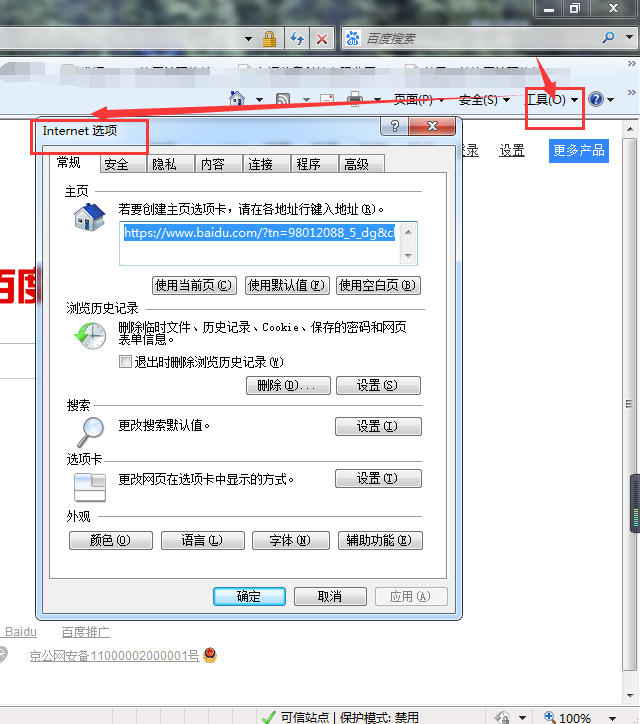 百度搜索
页面(P)
安全(S)
工具(O)
Internet 选项
设置
更多产品
常规
安全
隐私
内容
连接
程序
高级
主页
若要创建主页选项卡，请在各地址行键入地址(R)。
https://www.baidu.com/?tn=98012088_5_dg&cl
使用当前页(C)
使用默认值(F)
使用空白页(B)
百度
浏览历史记录
删除临时文件、历史记录、Cookie、保存的密码和网页
表单信息。
退出时删除浏览历史记录(W)
删除(D)...
设置(S)
搜索
更改搜索默认值。
设置(I)
选项卡
更改网页在选项卡中显示的方式。
设置(T)
外观
颜色(O)
语言(L)
字体(N)
辅助功能(E)
确定
取消
应用(A)
Baidu
百度推广
京公网安备11000002000001号
可信站点 | 保护模式: 禁用
100%